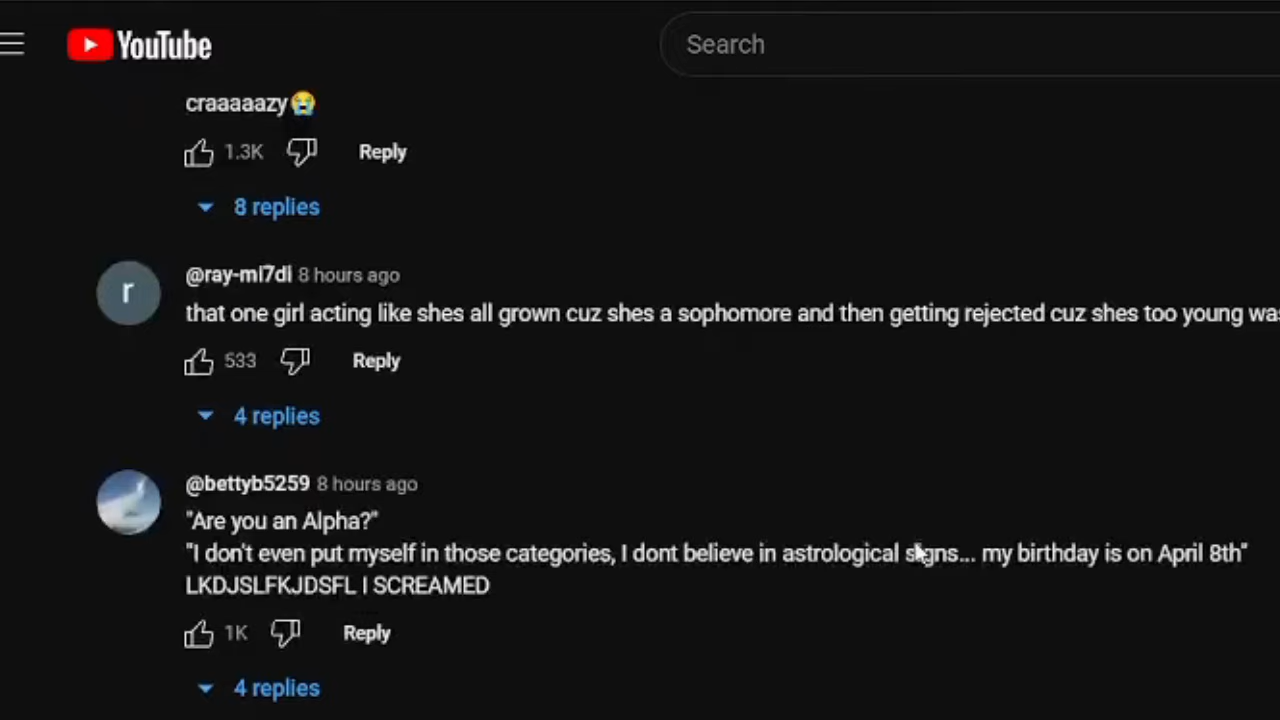 YouTube
Search
craaaaazy😭
1.3K Reply
8 replies
r
@ray-ml7dl 8 hours ago
that one girl acting like shes all grown cuz shes a sophomore and then getting rejected cuz shes too young
533 Reply
4 replies
@bettyb5259 8 hours ago
"Are you an Alpha?"
"I don't even put myself in those categories, I dont believe in astrological signs... my birthday is on April 8th"
LKDJSLFKJDSFL I SCREAMED
1K Reply
4 replies